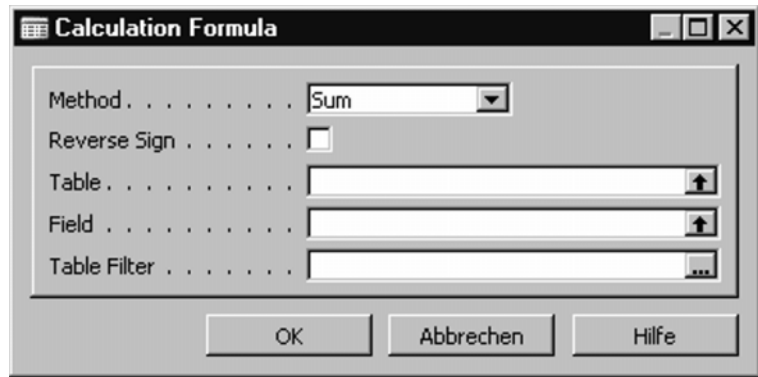 Calculation Formula
Method. . . . . . . . . Sum
Reverse Sign . . . . . .
Table. . . . . . . . . .
Field . . . . . . . . . .
Table Filter . . . . . . . ...
OK Abbrechen Hilfe